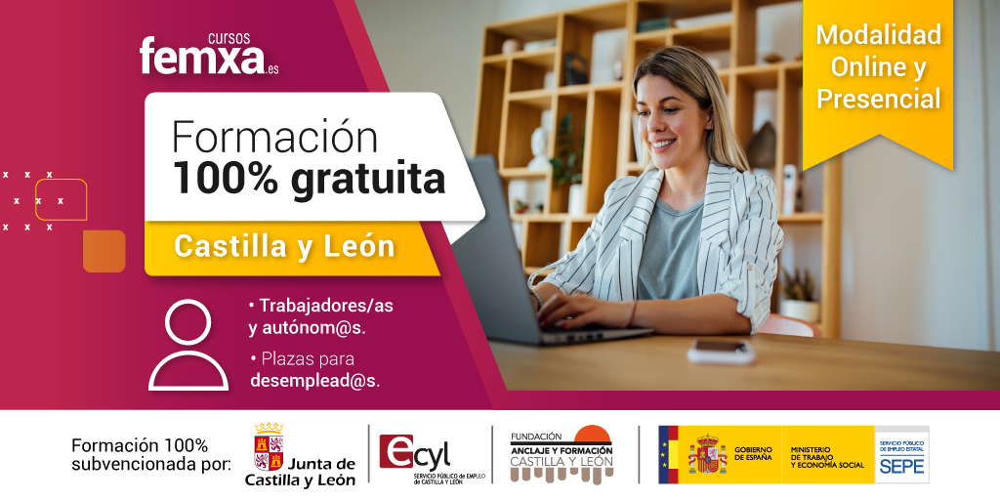 cursos
femxa.es
Formación
100% gratuita
Castilla y León
• Trabajadores/as
y autónom@s.
• Plazas para
desemplead@s.
Modalidad
Online y
Presencial
Formación 100%
subvencionada por:
Junta de
Castilla y León
ecyl
SERVICIO PÚBLICO DE EMPLEO
DE CASTILLA Y LEÓN
FUNDACIÓN
ANCLAJE Y FORMACIÓN
CASTILLA Y LEÓN
GOBIERNO
DE ESPAÑA
MINISTERIO
DE TRABAJO
Y ECONOMÍA SOCIAL
SERVICIO PÚBLICO
DE EMPLEO ESTATAL
SEPE